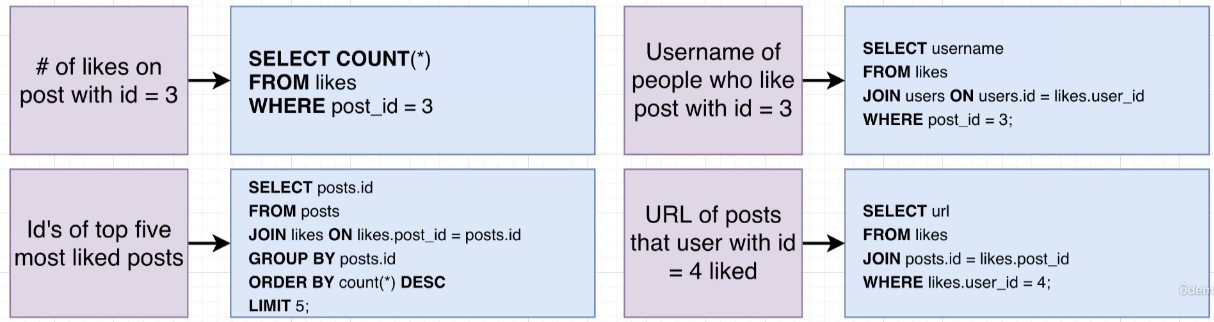 # of likes on
post with id = 3
SELECT COUNT(*)
FROM likes
WHERE post_id = 3
Username of
people who like
post with id = 3
SELECT username
FROM likes
JOIN users ON users.id = likes.user_id
WHERE post_id = 3;
Id's of top five
most liked posts
SELECT posts.id
FROM posts
JOIN likes ON likes.post_id = posts.id
GROUP BY posts.id
ORDER BY count(*) DESC
LIMIT 5;
URL of posts
that user with id
= 4 liked
SELECT url
FROM likes
JOIN posts.id = likes.post_id
WHERE likes.user_id = 4;
ûdem